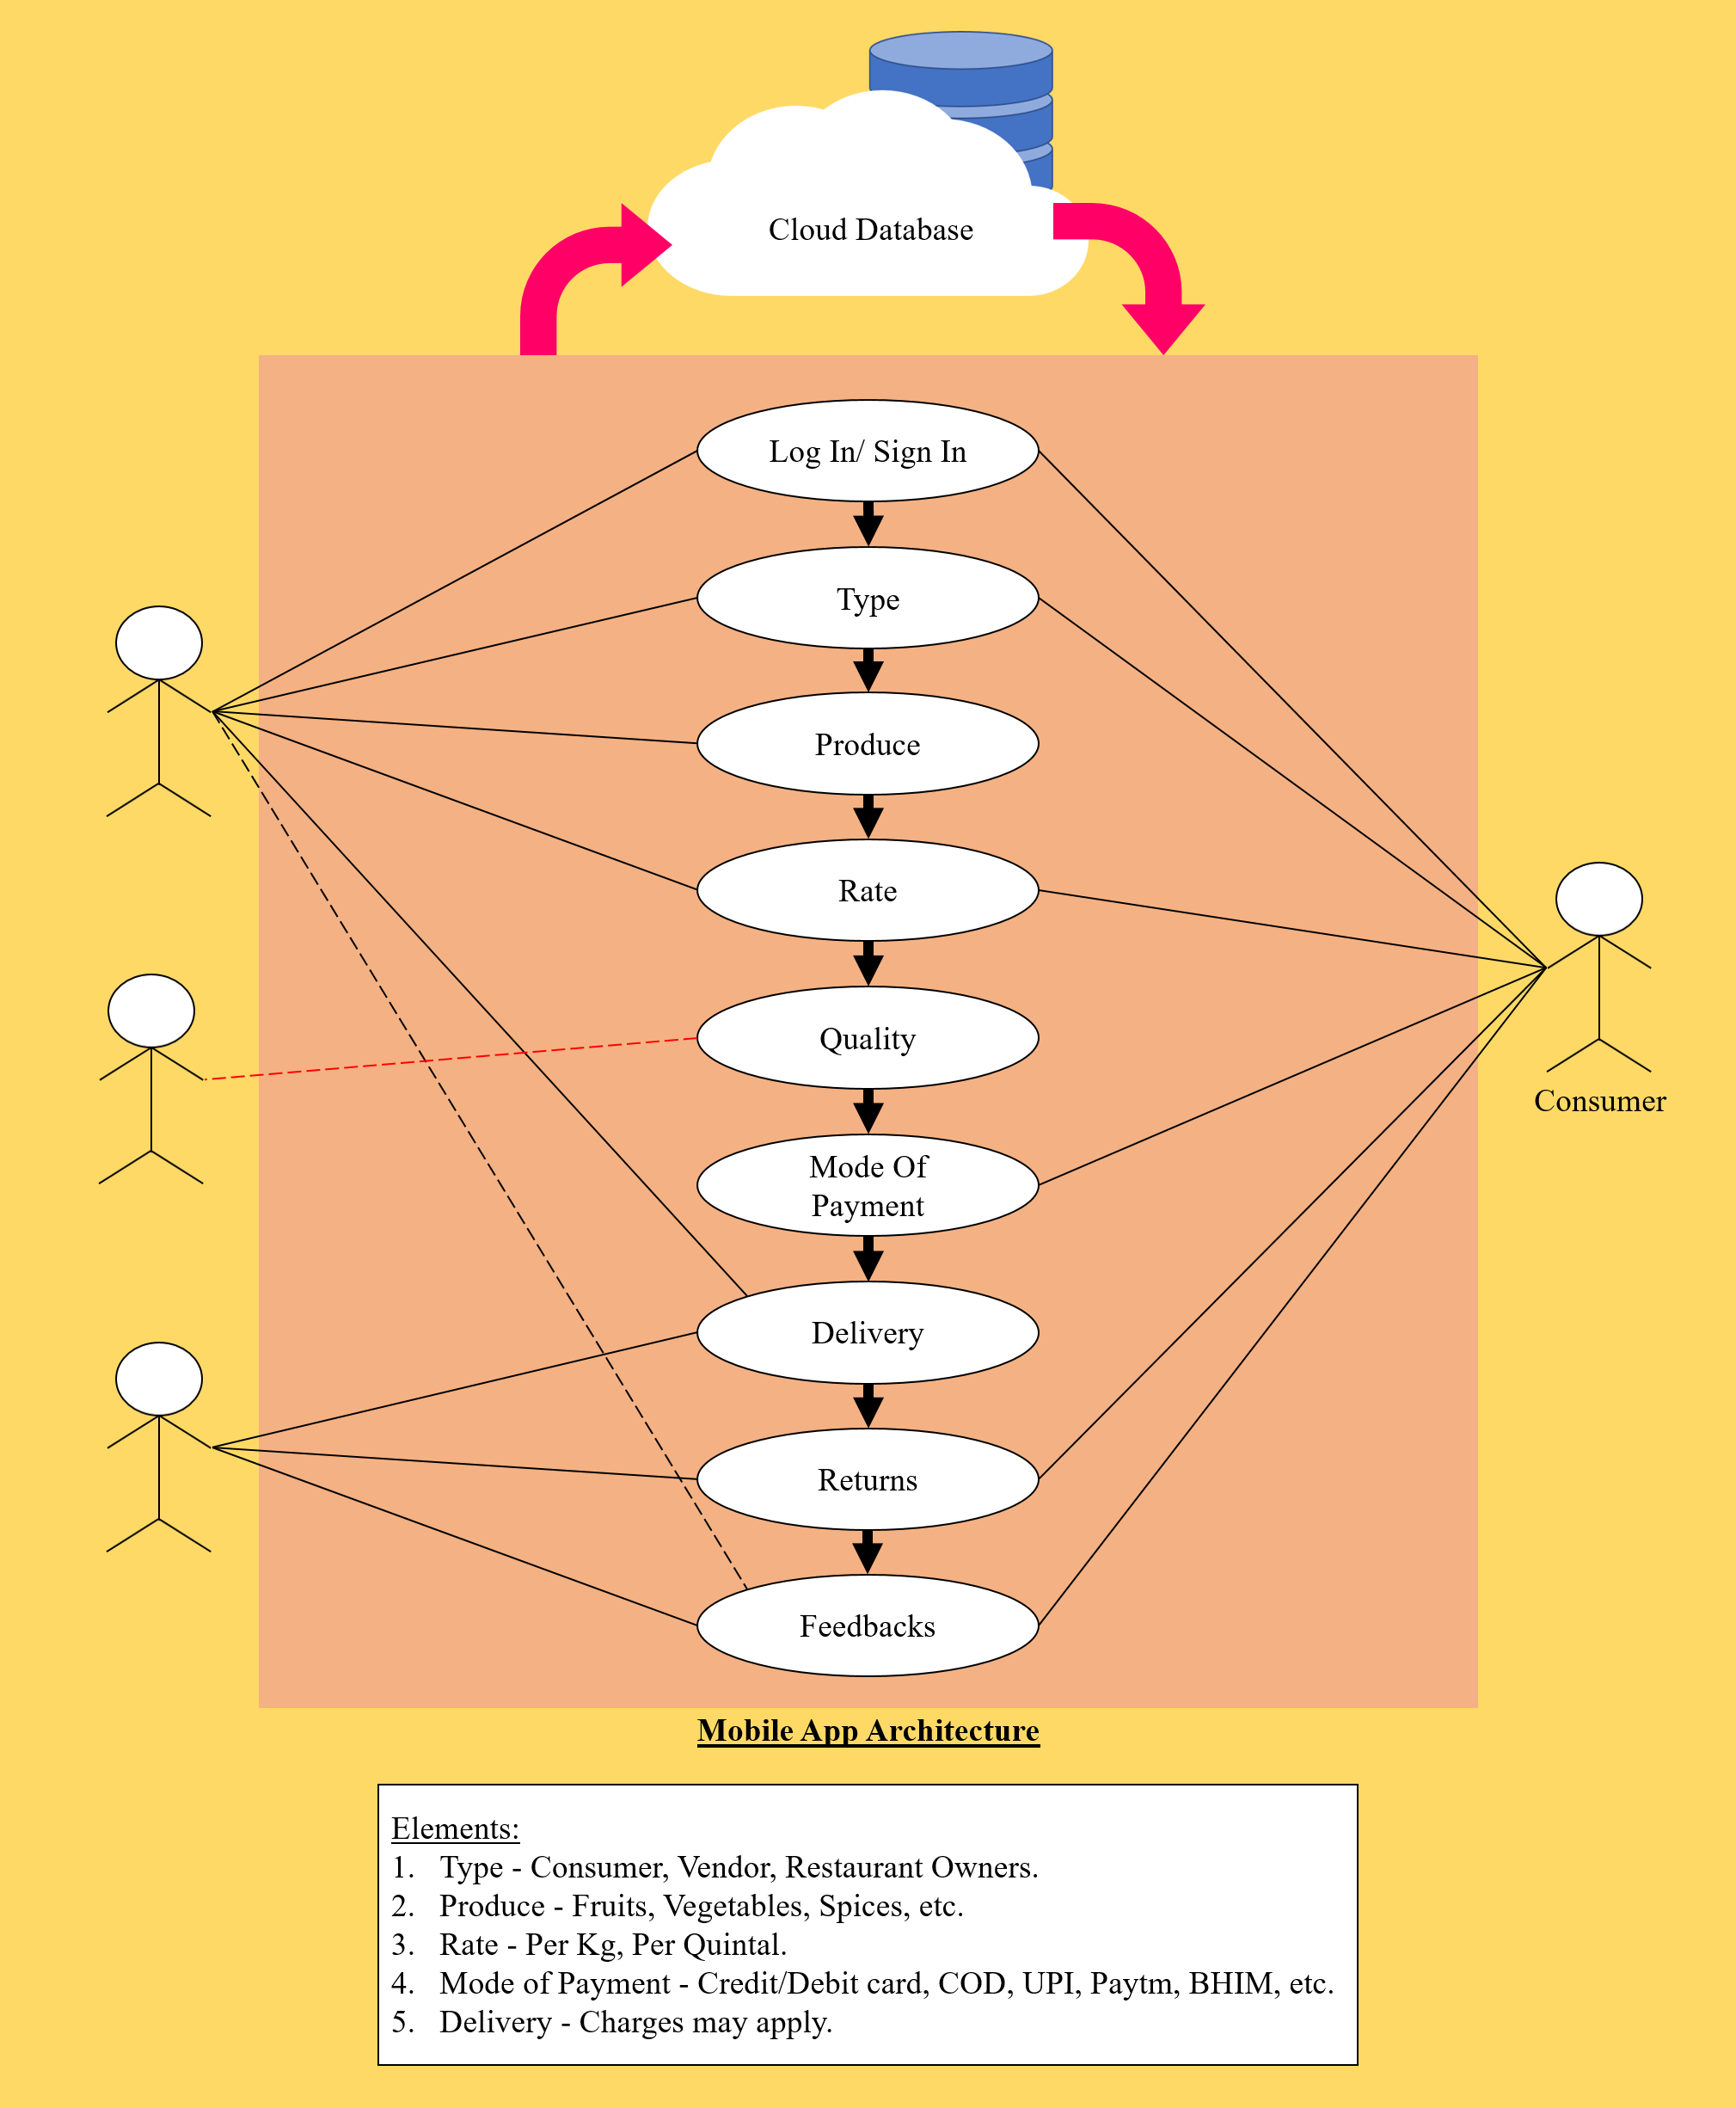 Cloud Database
Log In/ Sign In
Type
Produce
Rate
Quality
Mode Of
Payment
Delivery
Returns
Feedbacks
Consumer
Mobile App Architecture
Elements:
1. Type - Consumer, Vendor, Restaurant Owners.
2. Produce - Fruits, Vegetables, Spices, etc.
3. Rate - Per Kg, Per Quintal.
4. Mode of Payment - Credit/Debit card, COD, UPI, Paytm, BHIM, etc.
5. Delivery - Charges may apply.